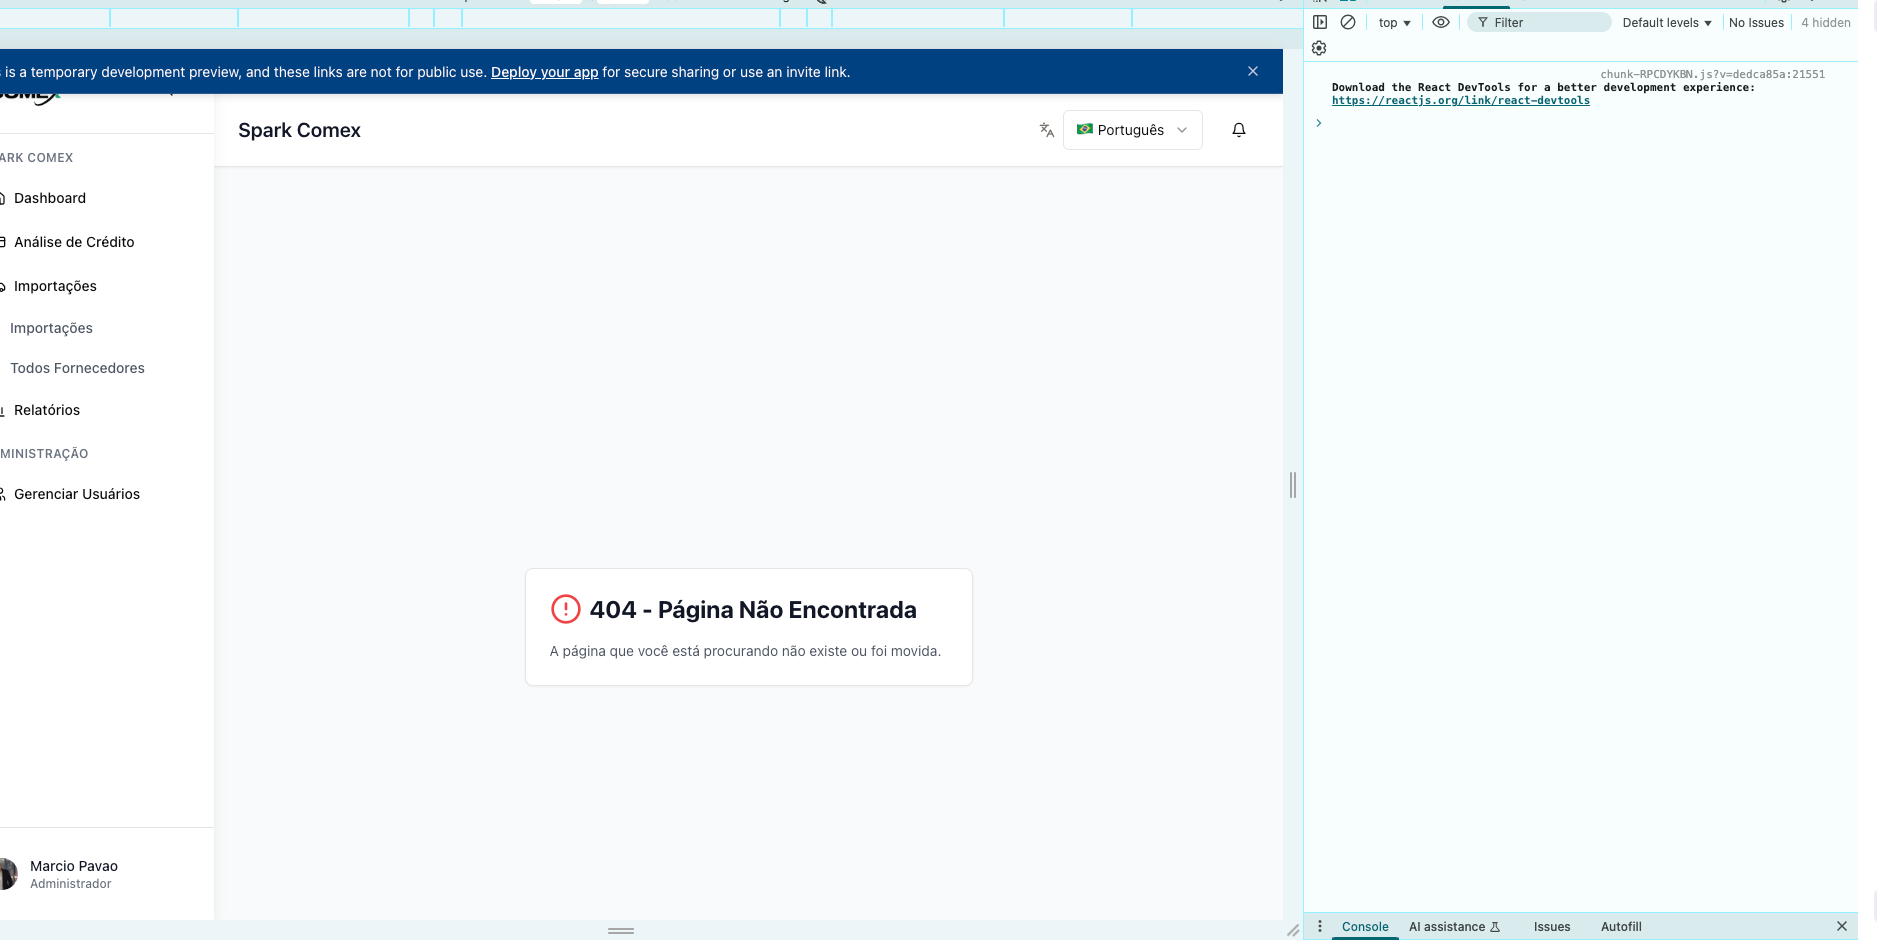 is a temporary development preview, and these links are not for public use. Deploy your app for secure sharing or use an invite link.
Spark Comex
Português
ARK COMEX
Dashboard
Análise de Crédito
Importações
Importações
Todos Fornecedores
Relatórios
MINISTRAÇÃO
Gerenciar Usuários
404 - Página Não Encontrada
A página que você está procurando não existe ou foi movida.
Marcio Pavao
Administrador
top
Filter
Default levels
No Issues
4 hidden
chunk-RPCDYKBN.js?v=dedca85a:21551
Download the React DevTools for a better development experience:
https://reactjs.org/link/react-devtools
Console
AI assistance
Issues
Autofill